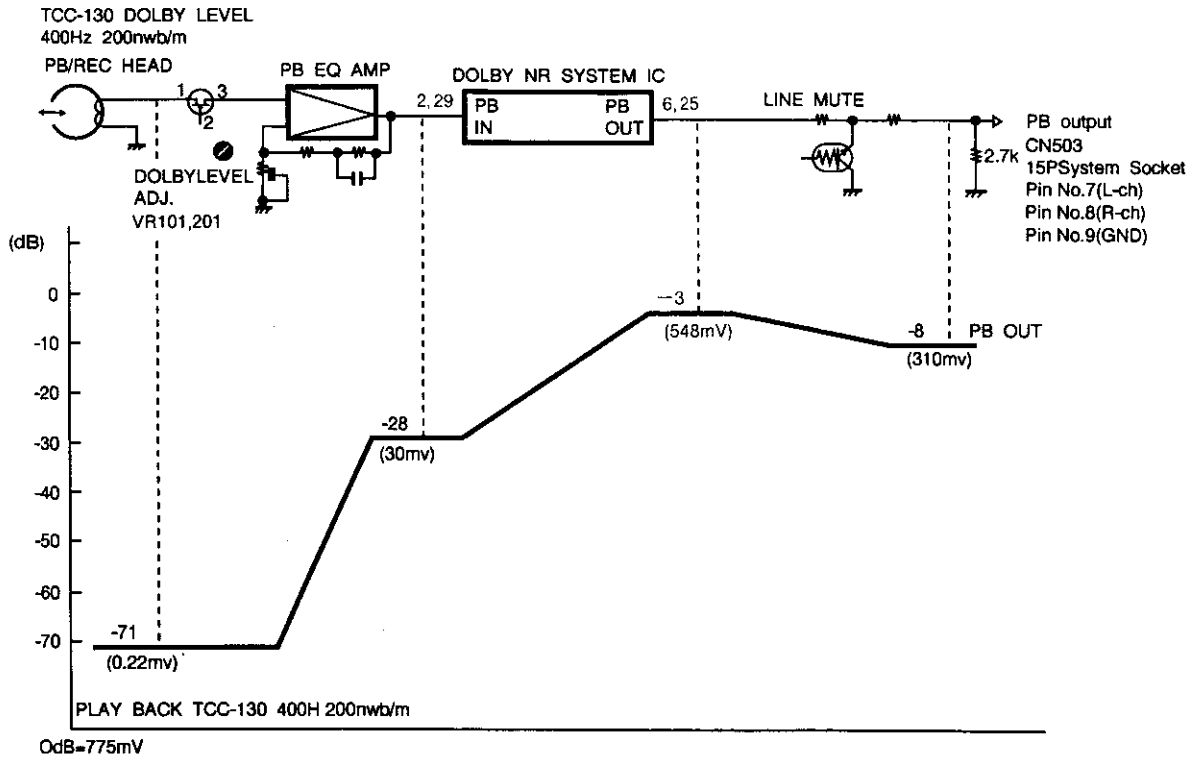 TCC-130 DOLBY LEVEL
400Hz 200nwb/m
PB/REC HEAD
1 3
2
PB EQ AMP
DOLBY NR SYSTEM IC
2,29
PB IN
PB OUT
6,25
LINE MUTE
2.7k
PB output
CN503
15PSystem Socket
Pin No.7(L-ch)
Pin No.8(R-ch)
Pin No.9(GND)
DOLBYLEVEL
ADJ.
VR101,201
(dB)
0
-10
-20
-30
-40
-50
-60
-70
-71
(0.22mv)
-28
(30mv)
-3
(548mV)
-8
(310mv)
PB OUT
PLAY BACK TCC-130 400H 200nwb/m
OdB=775mV